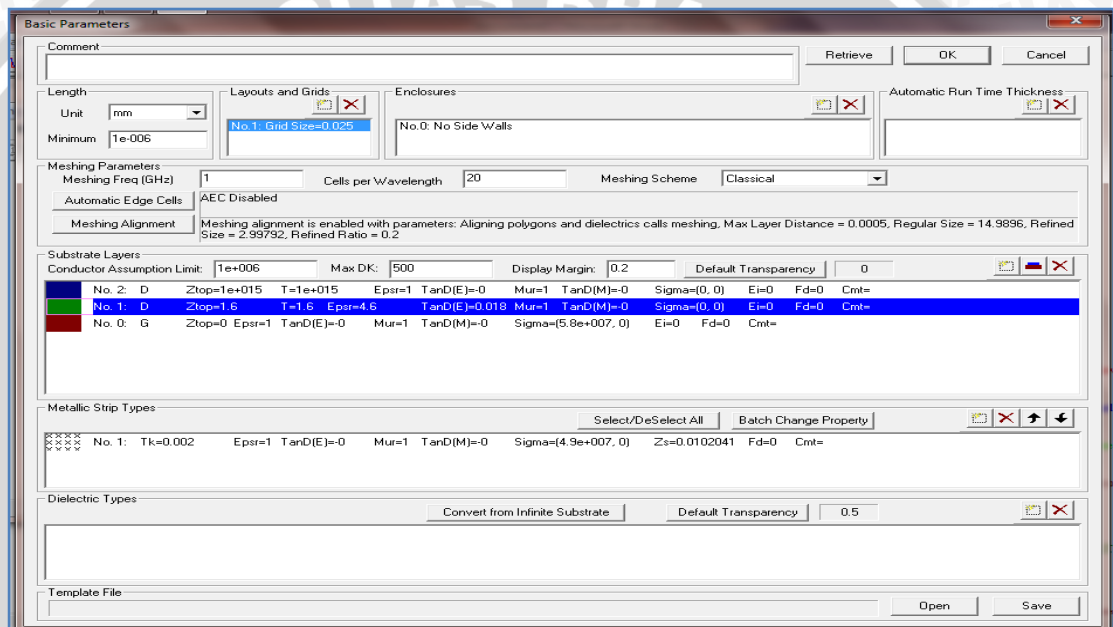 Basic Parameters
Comment
Retrieve OK Cancel
Length Layouts and Grids Enclosures Automatic Run Time Thickness
Unit mm
No.1: Grid Size=0.025 No.0: No Side Walls
Minimum 1e-006
Meshing Parameters
Meshing Freq (GHz) 1 Cells per Wavelength 20 Meshing Scheme Classical
Automatic Edge Cells AEC Disabled
Meshing Alignment Meshing alignment is enabled with parameters: Aligning polygons and dielectrics calls meshing, Max Layer Distance = 0.0005, Regular Size = 14.9896, Refined
Size = 2.99792, Refined Ratio = 0.2
Substrate Layers
Conductor Assumption Limit: 1e+006 Max DK: 500 Display Margin: 0.2 Default Transparency 0
No. 2: D Ztop=1e+015 T=1e+015 Epsr=1 TanD(E)=-0 Mur=1 TanD(M)=-0 Sigma=(0, 0) Ei=0 Fd=0 Cmt=
No. 1: D Ztop=1.6 T=1.6 Epsr=4.6 TanD(E)=0.018 Mur=1 TanD(M)=-0 Sigma=(0, 0) Ei=0 Fd=0 Cmt=
No. 0: G Ztop=0 Epsr=1 TanD(E)=-0 Mur=1 TanD(M)=-0 Sigma=(5.8e+007, 0) Ei=0 Fd=0 Cmt=
Metallic Strip Types
Select/DeSelect All Batch Change Property
No. 1: Tk=0.002 Epsr=1 TanD(E)=-0 Mur=1 TanD(M)=-0 Sigma=(4.9e+007, 0) Zs=0.0102041 Fd=0 Cmt=
Dielectric Types
Convert from Infinite Substrate Default Transparency 0.5
Template File
Open Save